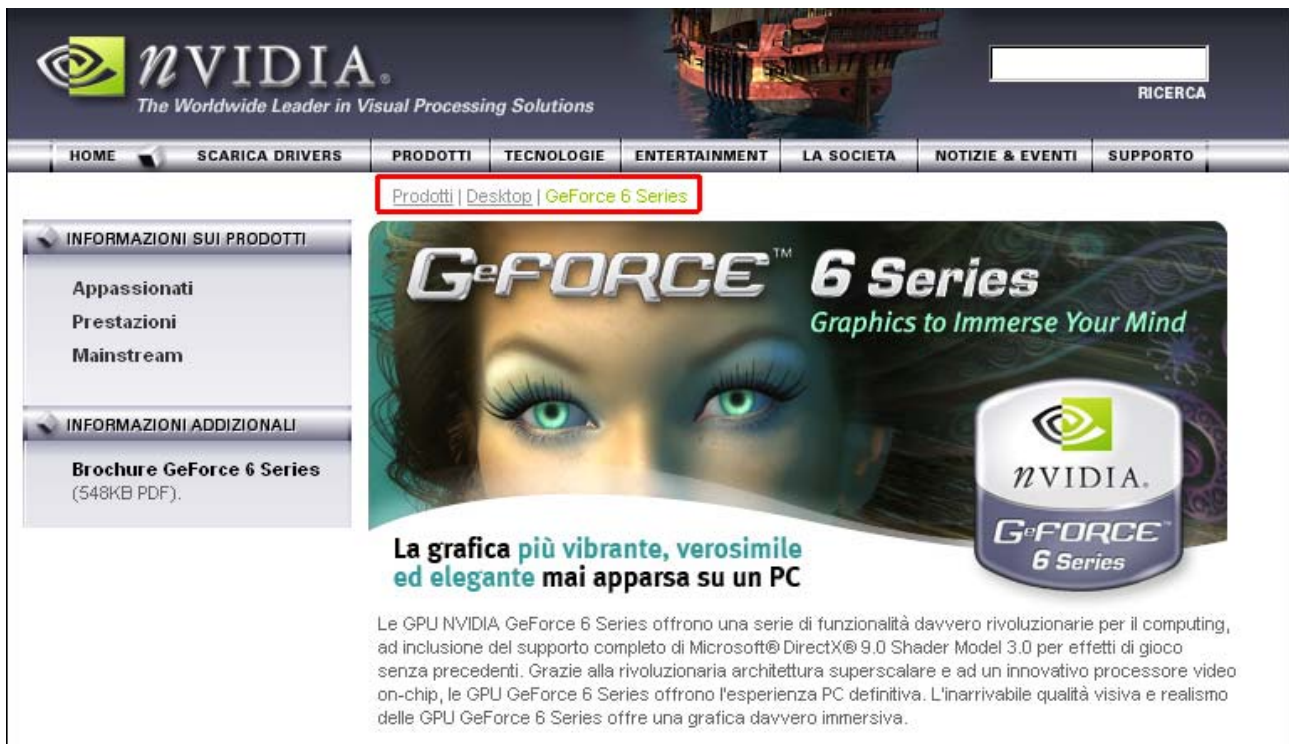 nVIDIA®
The Worldwide Leader in Visual Processing Solutions
RICERCA
HOME SCARICA DRIVERS PRODOTTI TECNOLOGIE ENTERTAINMENT LA SOCIETA NOTIZIE & EVENTI SUPPORTO
Prodotti | Desktop | GeForce 6 Series
INFORMAZIONI SUI PRODOTTI
Appassionati
Prestazioni
Mainstream
INFORMAZIONI ADDIZIONALI
Brochure GeForce 6 Series
(548KB PDF).
GeFORCE™ 6 Series
Graphics to Immerse Your Mind
nVIDIA.
GeFORCE™
6 Series
La grafica più vibrante, verosimile
ed elegante mai apparsa su un PC
Le GPU NVIDIA GeForce 6 Series offrono una serie di funzionalità davvero rivoluzionarie per il computing,
ad inclusione del supporto completo di Microsoft® DirectX® 9.0 Shader Model 3.0 per effetti di gioco
senza precedenti. Grazie alla rivoluzionaria architettura superscalare e ad un innovativo processore video
on-chip, le GPU GeForce 6 Series offrono l'esperienza PC definitiva. L'inarrivabile qualità visiva e realismo
delle GPU GeForce 6 Series offre una grafica davvero immersiva.